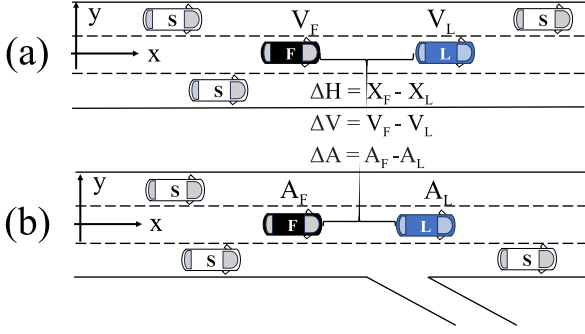 y S V_F V_L S
(a) x F L
S ΔH = X_F - X_L
ΔV = V_F - V_L
ΔA = A_F - A_L
y S A_F A_L
(b) x F L
S S